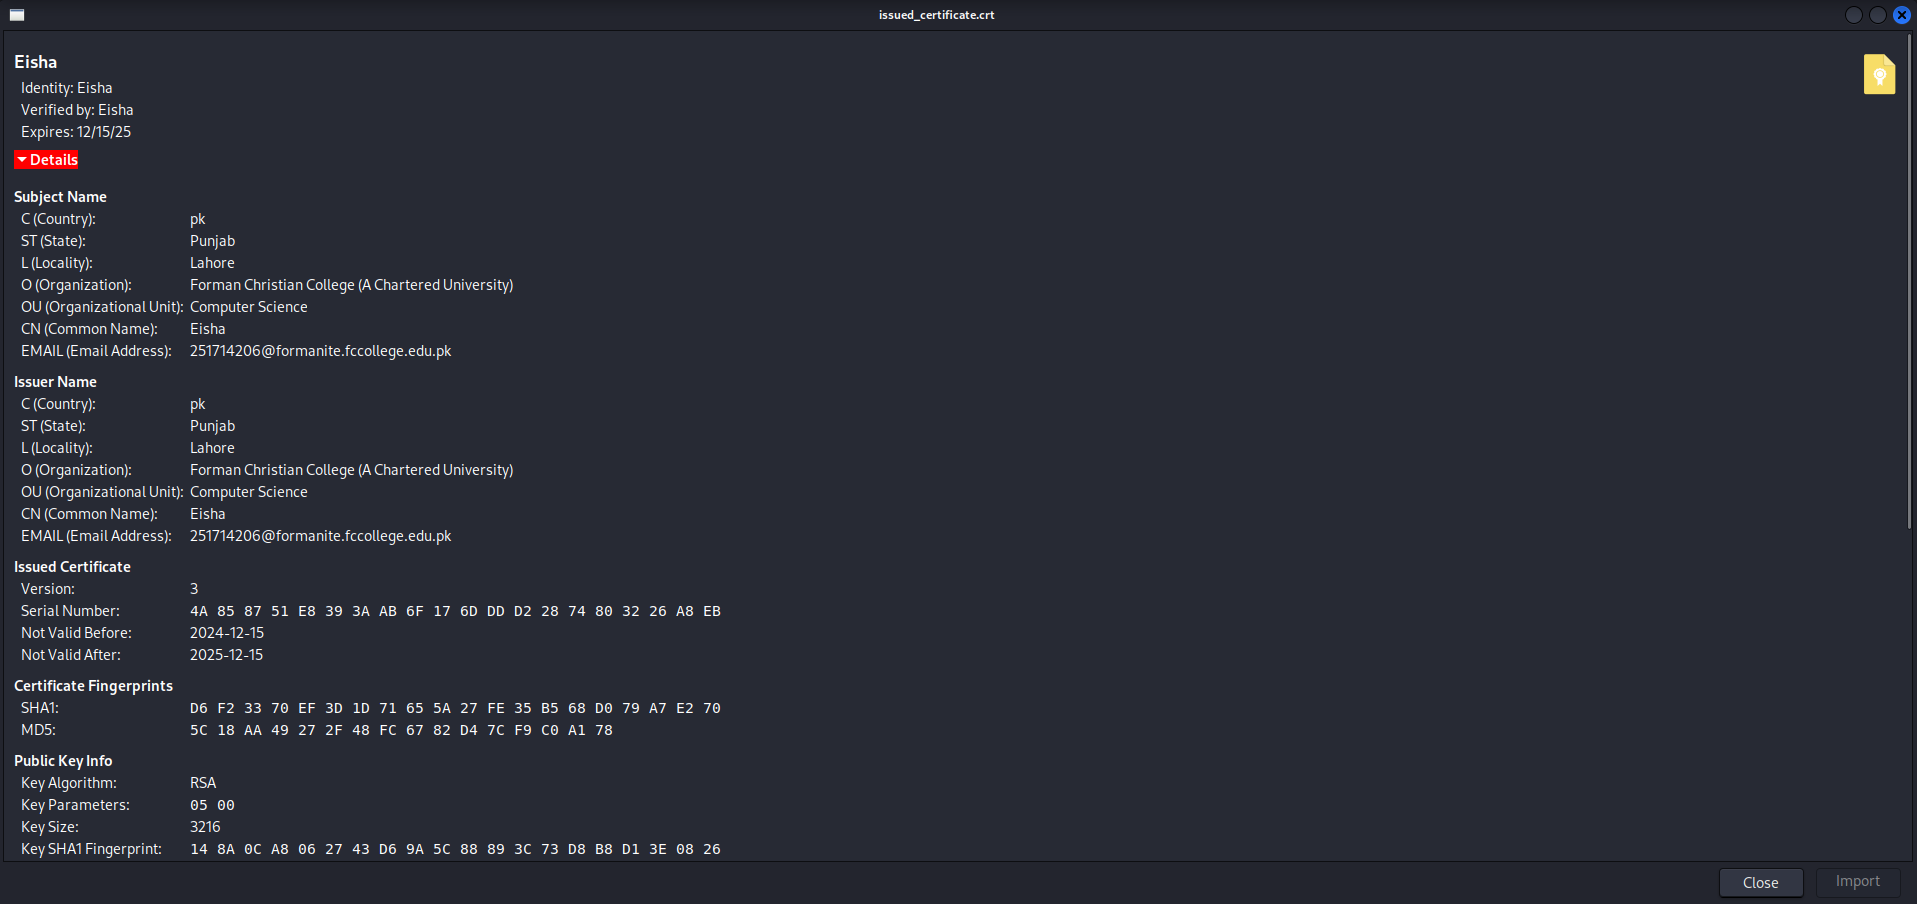 issued_certificate.crt
Eisha
Identity: Eisha
Verified by: Eisha
Expires: 12/15/25
Details
Subject Name
C (Country): pk
ST (State): Punjab
L (Locality): Lahore
O (Organization): Forman Christian College (A Chartered University)
OU (Organizational Unit): Computer Science
CN (Common Name): Eisha
EMAIL (Email Address): 251714206@formanite.fccollege.edu.pk
Issuer Name
C (Country): pk
ST (State): Punjab
L (Locality): Lahore
O (Organization): Forman Christian College (A Chartered University)
OU (Organizational Unit): Computer Science
CN (Common Name): Eisha
EMAIL (Email Address): 251714206@formanite.fccollege.edu.pk
Issued Certificate
Version: 3
Serial Number: 4A 85 87 51 E8 39 3A AB 6F 17 6D DD D2 28 74 80 32 26 A8 EB
Not Valid Before: 2024-12-15
Not Valid After: 2025-12-15
Certificate Fingerprints
SHA1: D6 F2 33 70 EF 3D 1D 71 65 5A 27 FE 35 B5 68 D0 79 A7 E2 70
MD5: 5C 18 AA 49 27 2F 48 FC 67 82 D4 7C F9 C0 A1 78
Public Key Info
Key Algorithm: RSA
Key Parameters: 05 00
Key Size: 3216
Key SHA1 Fingerprint: 14 8A 0C A8 06 27 43 D6 9A 5C 88 89 3C 73 D8 B8 D1 3E 08 26
Close Import